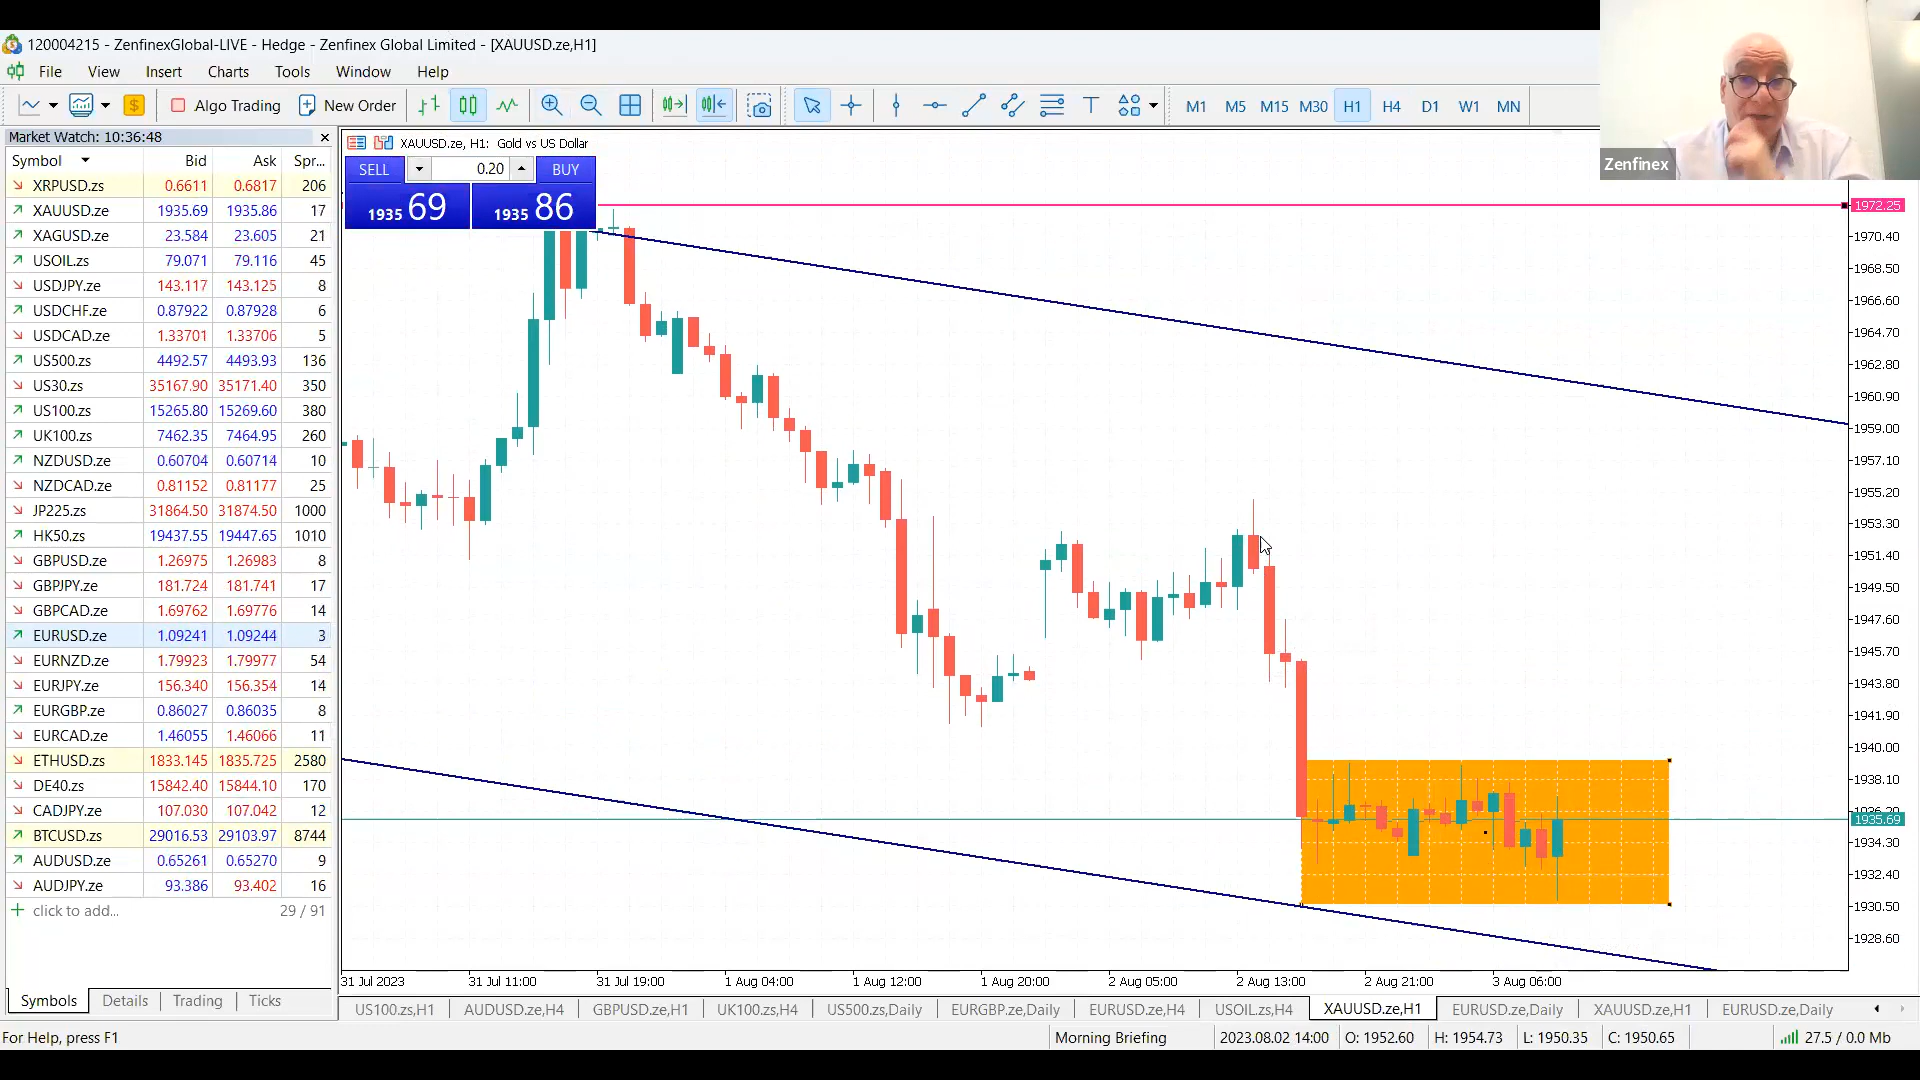 120004215 - ZenfinexGlobal-LIVE - Hedge - Zenfinex Global Limited - [XAUUSD.ze,H1]
File View Insert Charts Tools Window Help
Algo Trading New Order T M1 M5 M15 M30 H1 H4 D1 W1 MN
Zenfinex
Market Watch: 10:36:48
Symbol Bid Ask Spr...
XRPUSD.zs 0.6611 0.6817 206
XAUUSD.ze 1935.69 1935.86 17
XAGUSD.ze 23.584 23.605 21
USOIL.zs 79.071 79.116 45
USDJPY.ze 143.117 143.125 8
USDCHF.ze 0.87922 0.87928 6
USDCAD.ze 1.33701 1.33706 5
US500.zs 4492.57 4493.93 136
US30.zs 35167.90 35171.40 350
US100.zs 15265.80 15269.60 380
UK100.zs 7462.35 7464.95 260
NZDUSD.ze 0.60704 0.60714 10
NZDCAD.ze 0.81152 0.81177 25
JP225.zs 31864.50 31874.50 1000
HK50.zs 19437.55 19447.65 1010
GBPUSD.ze 1.26975 1.26983 8
GBPJPY.ze 181.724 181.741 17
GBPCAD.ze 1.69762 1.69776 14
EURUSD.ze 1.09241 1.09244 3
EURNZD.ze 1.79923 1.79977 54
EURJPY.ze 156.340 156.354 14
EURGBP.ze 0.86027 0.86035 8
EURCAD.ze 1.46055 1.46066 11
ETHUSD.zs 1833.145 1835.725 2580
DE40.zs 15842.40 15844.10 170
CADJPY.ze 107.030 107.042 12
BTCUSD.zs 29016.53 29103.97 8744
AUDUSD.ze 0.65261 0.65270 9
AUDJPY.ze 93.386 93.402 16
click to add... 29 / 91
Symbols Details Trading Ticks
XAUUSD.ze, H1: Gold vs US Dollar
SELL 0.20 BUY
1935 69 1935 86
1972.25
1970.40
1968.50
1966.60
1964.70
1962.80
1960.90
1959.00
1957.10
1955.20
1953.30
1951.40
1949.50
1947.60
1945.70
1943.80
1941.90
1940.00
1938.10
1936.20
1935.69
1934.30
1932.40
1930.50
1928.60
31 Jul 2023 31 Jul 11:00 31 Jul 19:00 1 Aug 04:00 1 Aug 12:00 1 Aug 20:00 2 Aug 05:00 2 Aug 13:00 2 Aug 21:00 3 Aug 06:00
US100.zs,H1 AUDUSD.ze,H4 GBPUSD.ze,H1 UK100.zs,H4 US500.zs,Daily EURGBP.ze,Daily EURUSD.ze,H4 USOIL.zs,H4 XAUUSD.ze,H1 EURUSD.ze,Daily XAUUSD.ze,H1 EURUSD.ze,Daily
For Help, press F1 Morning Briefing 2023.08.02 14:00 O: 1952.60 H: 1954.73 L: 1950.35 C: 1950.65 27.5 / 0.0 Mb